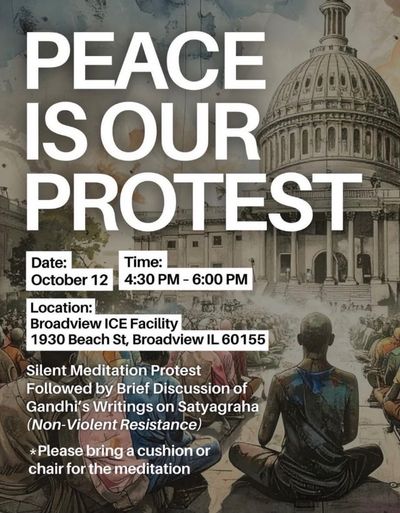 PEACE
IS OUR
PROTEST
Date:
October 12
Time:
4:30 PM – 6:00 PM
Location:
Broadview ICE Facility
1930 Beach St, Broadview IL 60155
Silent Meditation Protest
Followed by Brief Discussion of
Gandhi's Writings on Satyagraha
(Non-Violent Resistance)
*Please bring a cushion or
chair for the meditation